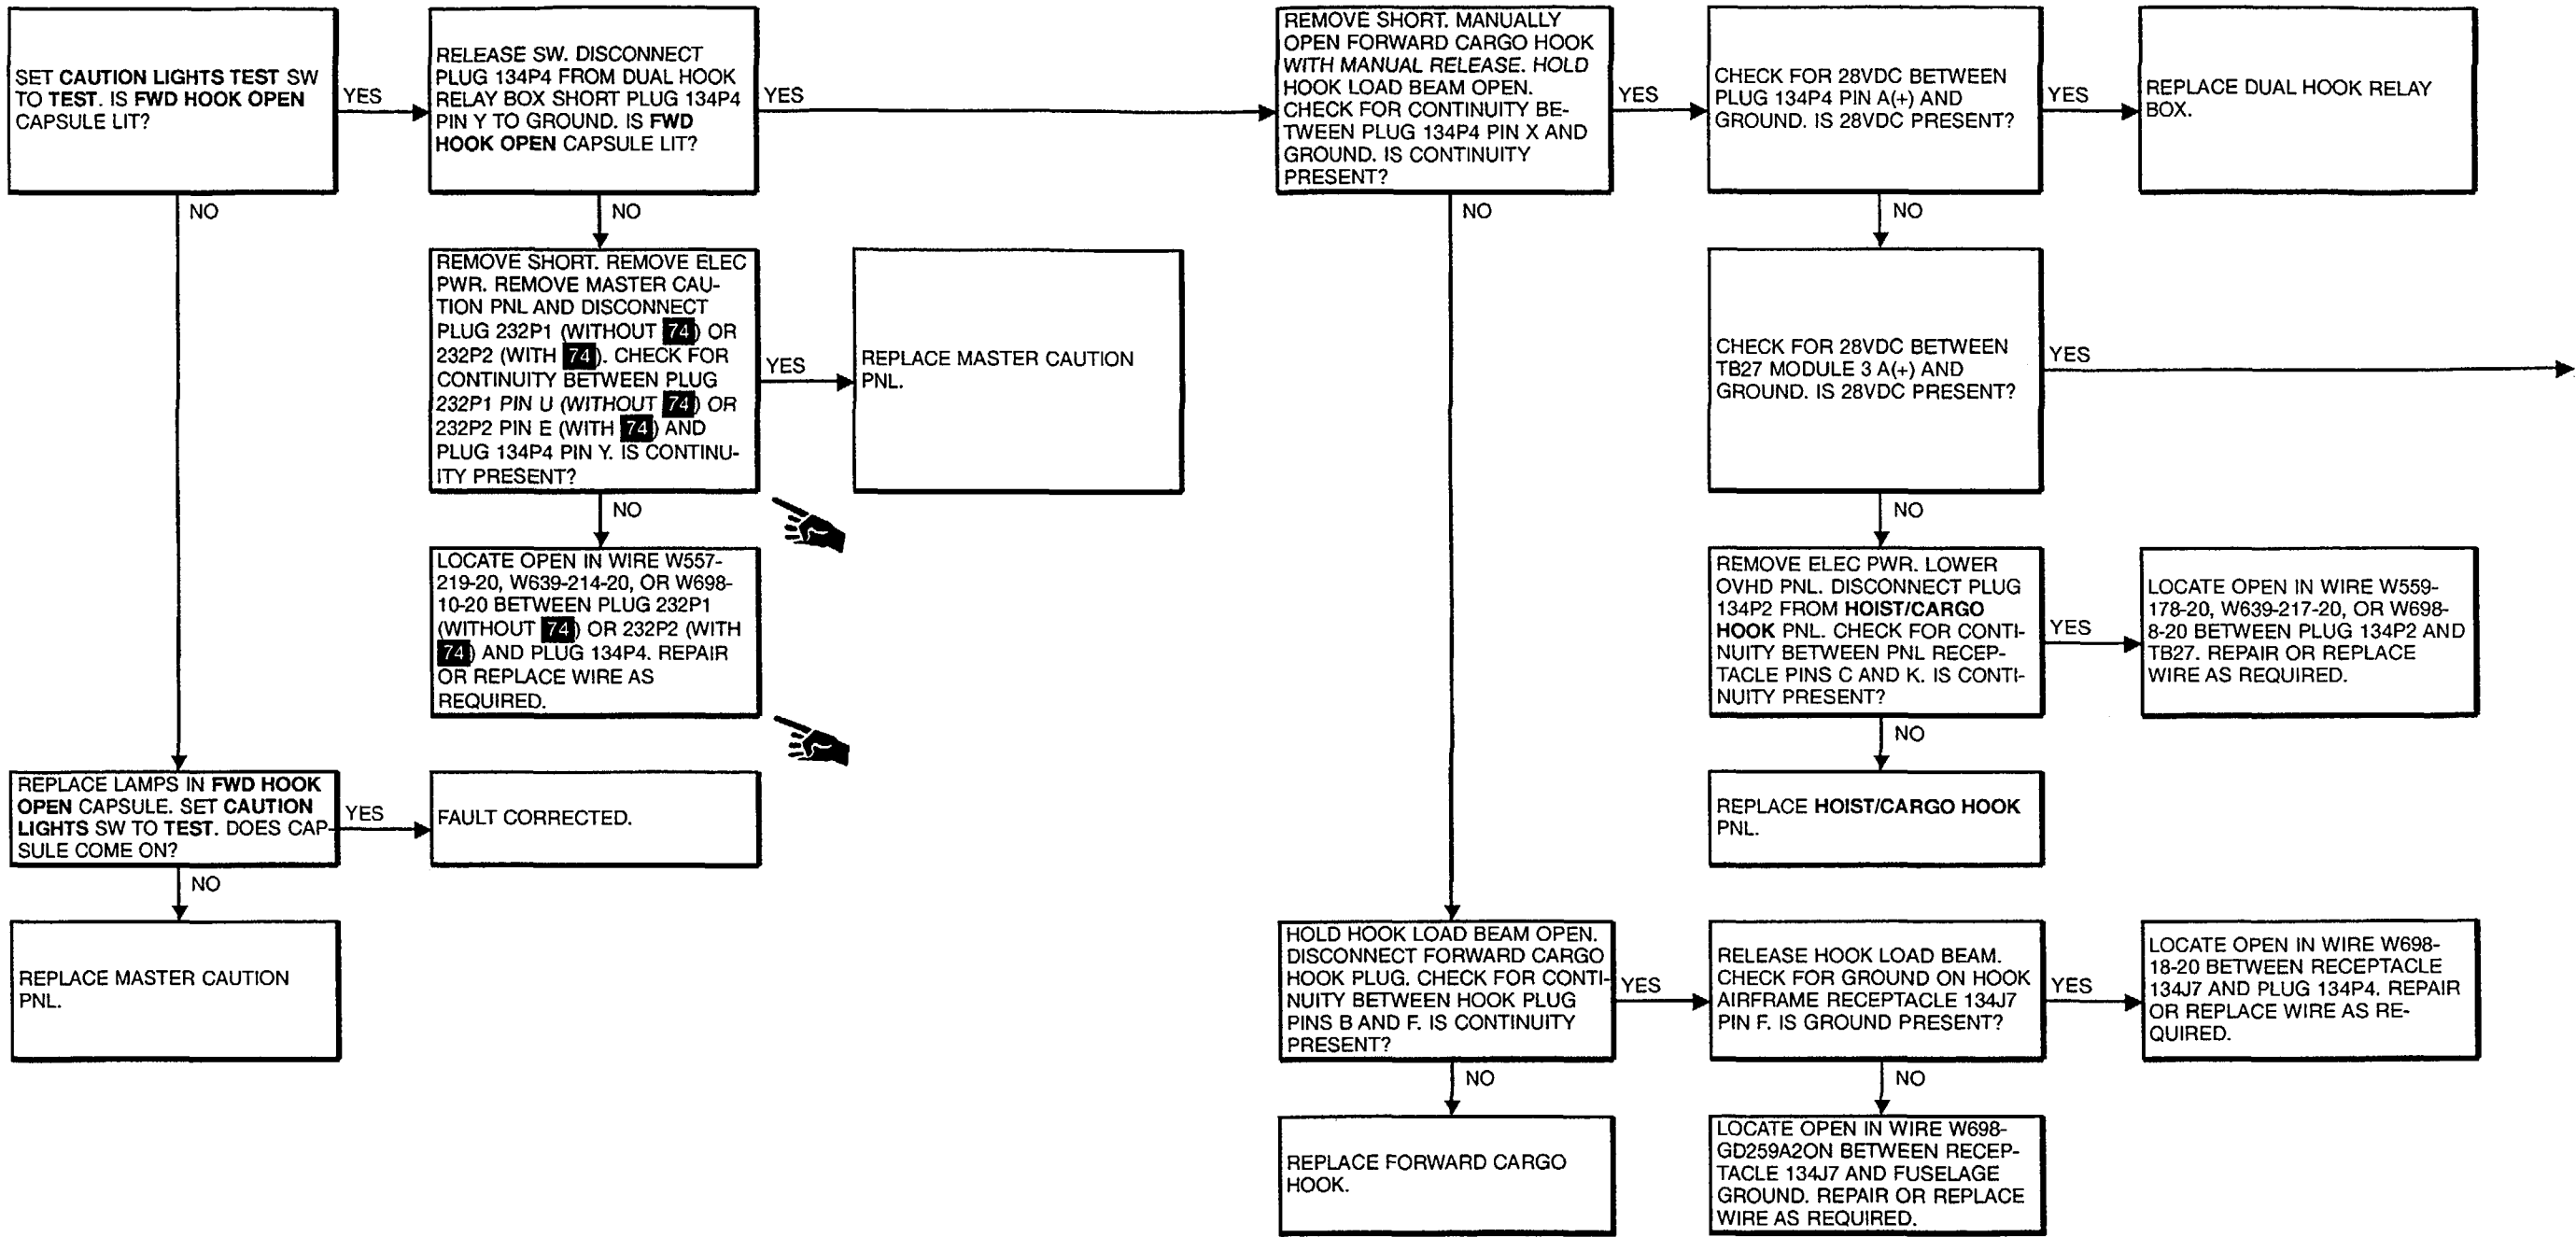 SET CAUTION LIGHTS TEST SW
TO TEST. IS FWD HOOK OPEN
CAPSULE LIT?
YES
NO
RELEASE SW. DISCONNECT
PLUG 134P4 FROM DUAL HOOK
RELAY BOX SHORT PLUG 134P4
PIN Y TO GROUND. IS FWD
HOOK OPEN CAPSULE LIT?
YES
NO
REMOVE SHORT. MANUALLY
OPEN FORWARD CARGO HOOK
WITH MANUAL RELEASE. HOLD
HOOK LOAD BEAM OPEN.
CHECK FOR CONTINUITY BE-
TWEEN PLUG 134P4 PIN X AND
GROUND. IS CONTINUITY
PRESENT?
YES
NO
CHECK FOR 28VDC BETWEEN
PLUG 134P4 PIN A(+) AND
GROUND. IS 28VDC PRESENT?
YES
NO
REPLACE DUAL HOOK RELAY
BOX.
REMOVE SHORT. REMOVE ELEC
PWR. REMOVE MASTER CAU-
TION PNL AND DISCONNECT
PLUG 232P1 (WITHOUT 74) OR
232P2 (WITH 74). CHECK FOR
CONTINUITY BETWEEN PLUG
232P1 PIN U (WITHOUT 74) OR
232P2 PIN E (WITH 74) AND
PLUG 134P4 PIN Y. IS CONTINU-
ITY PRESENT?
YES
NO
REPLACE MASTER CAUTION
PNL.
CHECK FOR 28VDC BETWEEN
TB27 MODULE 3 A(+) AND
GROUND. IS 28VDC PRESENT?
YES
NO
LOCATE OPEN IN WIRE W557-
219-20, W639-214-20, OR W698-
10-20 BETWEEN PLUG 232P1
(WITHOUT 74) OR 232P2 (WITH
74) AND PLUG 134P4. REPAIR
OR REPLACE WIRE AS
REQUIRED.
REMOVE ELEC PWR. LOWER
OVHD PNL. DISCONNECT PLUG
134P2 FROM HOIST/CARGO
HOOK PNL. CHECK FOR CONTI-
NUITY BETWEEN PNL RECEP-
TACLE PINS C AND K. IS CONTI-
NUITY PRESENT?
YES
NO
LOCATE OPEN IN WIRE W559-
178-20, W639-217-20, OR W698-
8-20 BETWEEN PLUG 134P2 AND
TB27. REPAIR OR REPLACE
WIRE AS REQUIRED.
REPLACE LAMPS IN FWD HOOK
OPEN CAPSULE. SET CAUTION
LIGHTS SW TO TEST. DOES CAP-
SULE COME ON?
YES
NO
FAULT CORRECTED.
REPLACE HOIST/CARGO HOOK
PNL.
REPLACE MASTER CAUTION
PNL.
HOLD HOOK LOAD BEAM OPEN.
DISCONNECT FORWARD CARGO
HOOK PLUG. CHECK FOR CONTI-
NUITY BETWEEN HOOK PLUG
PINS B AND F. IS CONTINUITY
PRESENT?
YES
NO
RELEASE HOOK LOAD BEAM.
CHECK FOR GROUND ON HOOK
AIRFRAME RECEPTACLE 134J7
PIN F. IS GROUND PRESENT?
YES
NO
LOCATE OPEN IN WIRE W698-
18-20 BETWEEN RECEPTACLE
134J7 AND PLUG 134P4. REPAIR
OR REPLACE WIRE AS RE-
QUIRED.
REPLACE FORWARD CARGO
HOOK.
LOCATE OPEN IN WIRE W698-
GD259A2ON BETWEEN RECEP-
TACLE 134J7 AND FUSELAGE
GROUND. REPAIR OR REPLACE
WIRE AS REQUIRED.